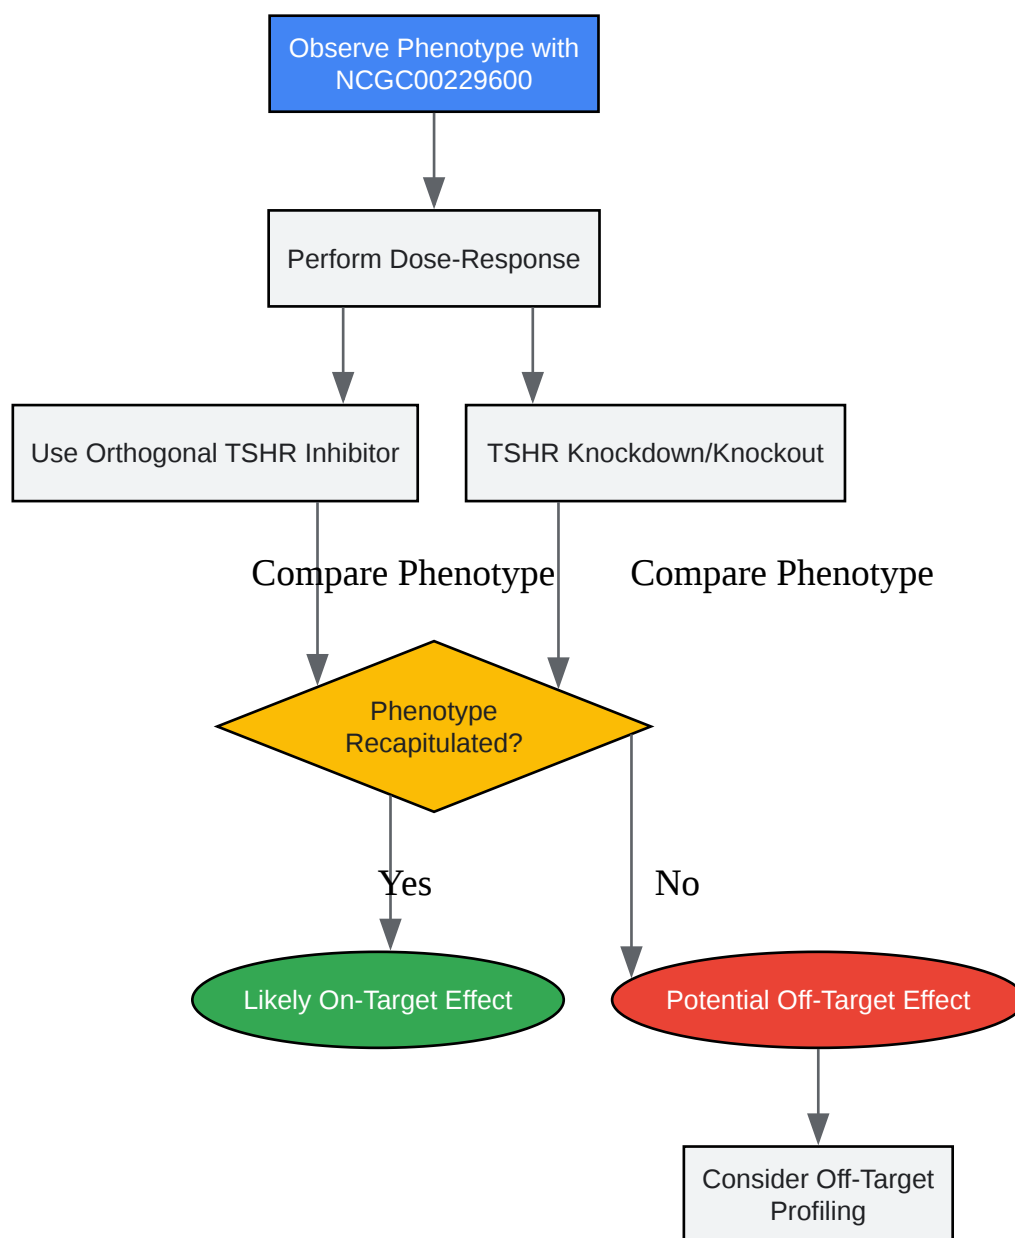 Observe Phenotype with
NCGC00229600
Perform Dose-Response
Use Orthogonal TSHR Inhibitor
TSHR Knockdown/Knockout
Compare Phenotype
Compare Phenotype
Phenotype
Recapitulated?
Yes
No
Likely On-Target Effect
Potential Off-Target Effect
Consider Off-Target
Profiling